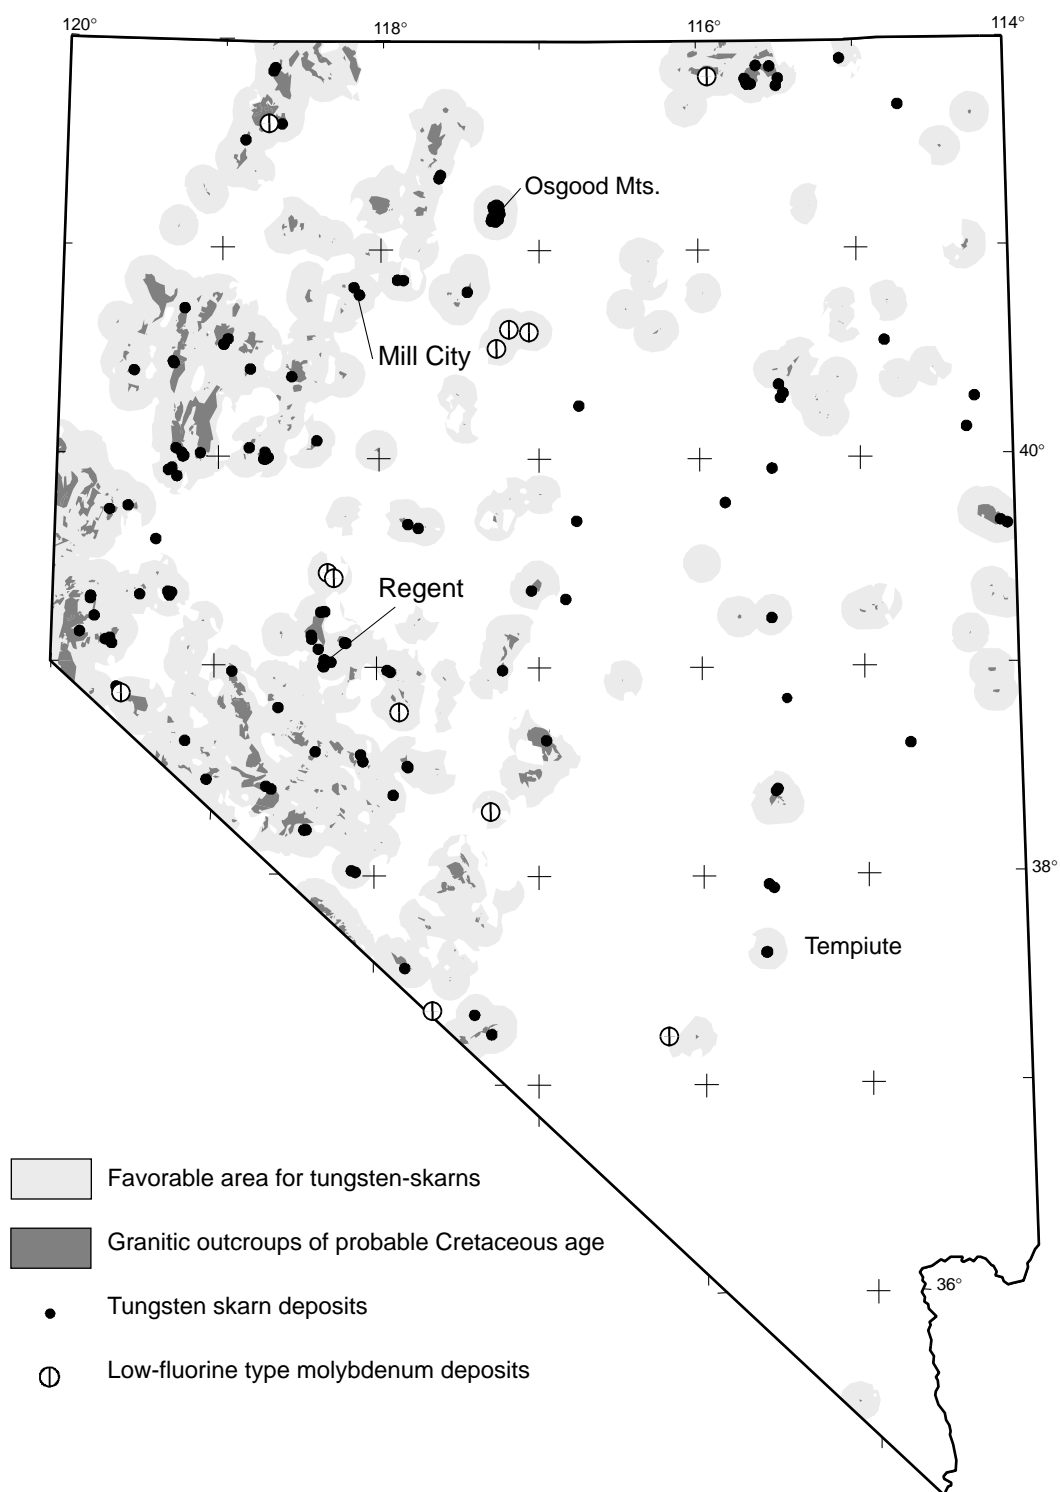 120°
118°
116°
114°
Osgood Mts.
Mill City
40°
Regent
38°
Tempiute
Favorable area for tungsten-skarns
Granitic outcroups of probable Cretaceous age
36°
Tungsten skarn deposits
Low-fluorine type molybdenum deposits